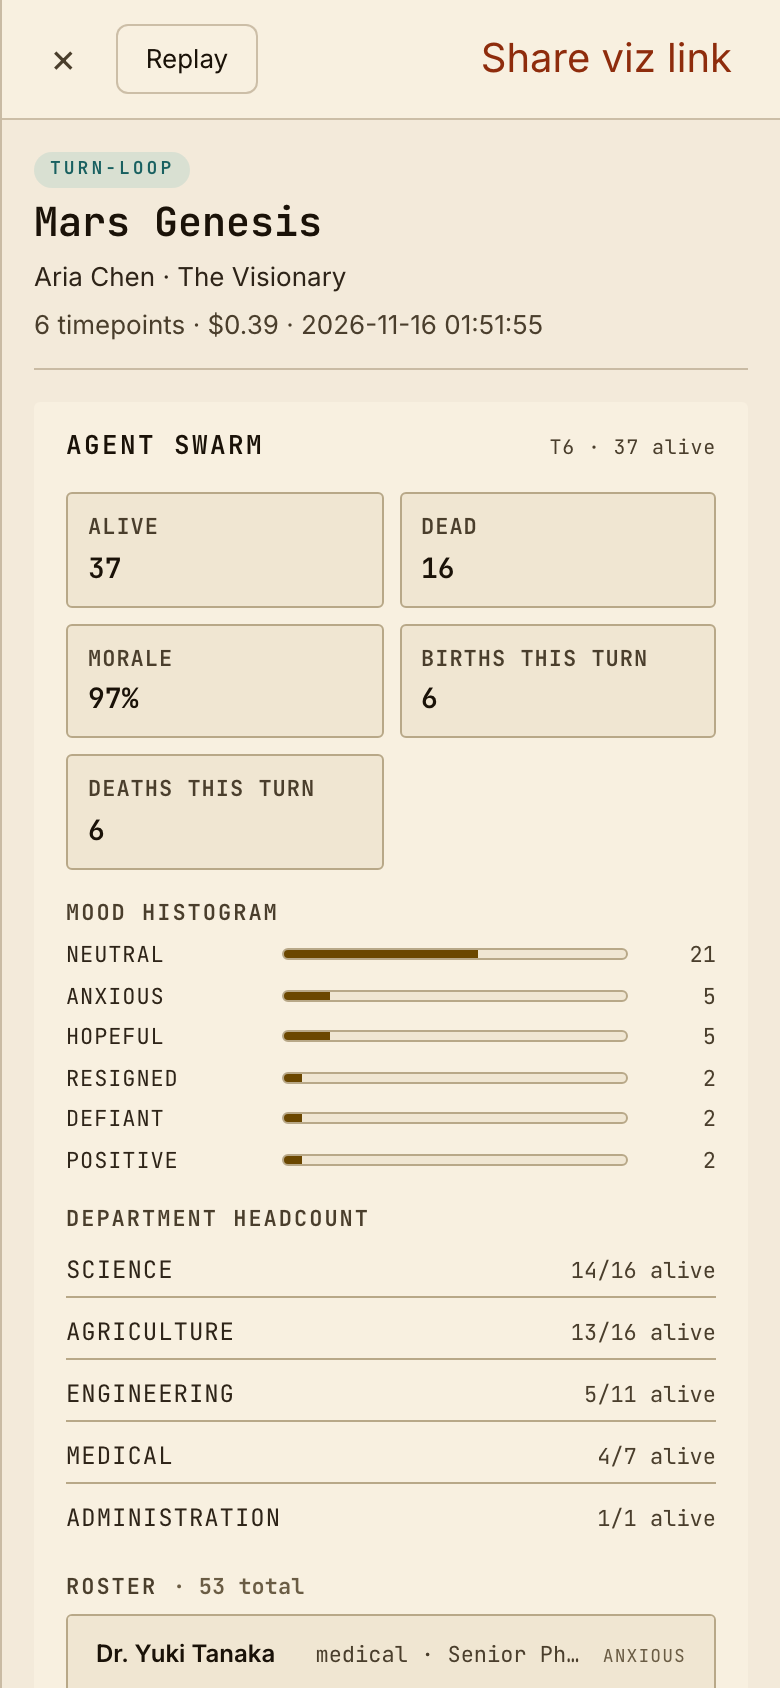 × Replay Share viz link
TURN-LOOP
Mars Genesis
Aria Chen · The Visionary
6 timepoints · $0.39 · 2026-11-16 01:51:55
AGENT SWARM T6 · 37 alive
ALIVE DEAD
37 16
MORALE BIRTHS THIS TURN
97% 6
DEATHS THIS TURN
6
MOOD HISTOGRAM
NEUTRAL 21
ANXIOUS 5
HOPEFUL 5
RESIGNED 2
DEFIANT 2
POSITIVE 2
DEPARTMENT HEADCOUNT
SCIENCE 14/16 alive
AGRICULTURE 13/16 alive
ENGINEERING 5/11 alive
MEDICAL 4/7 alive
ADMINISTRATION 1/1 alive
ROSTER · 53 total
Dr. Yuki Tanaka medical · Senior Ph… ANXIOUS